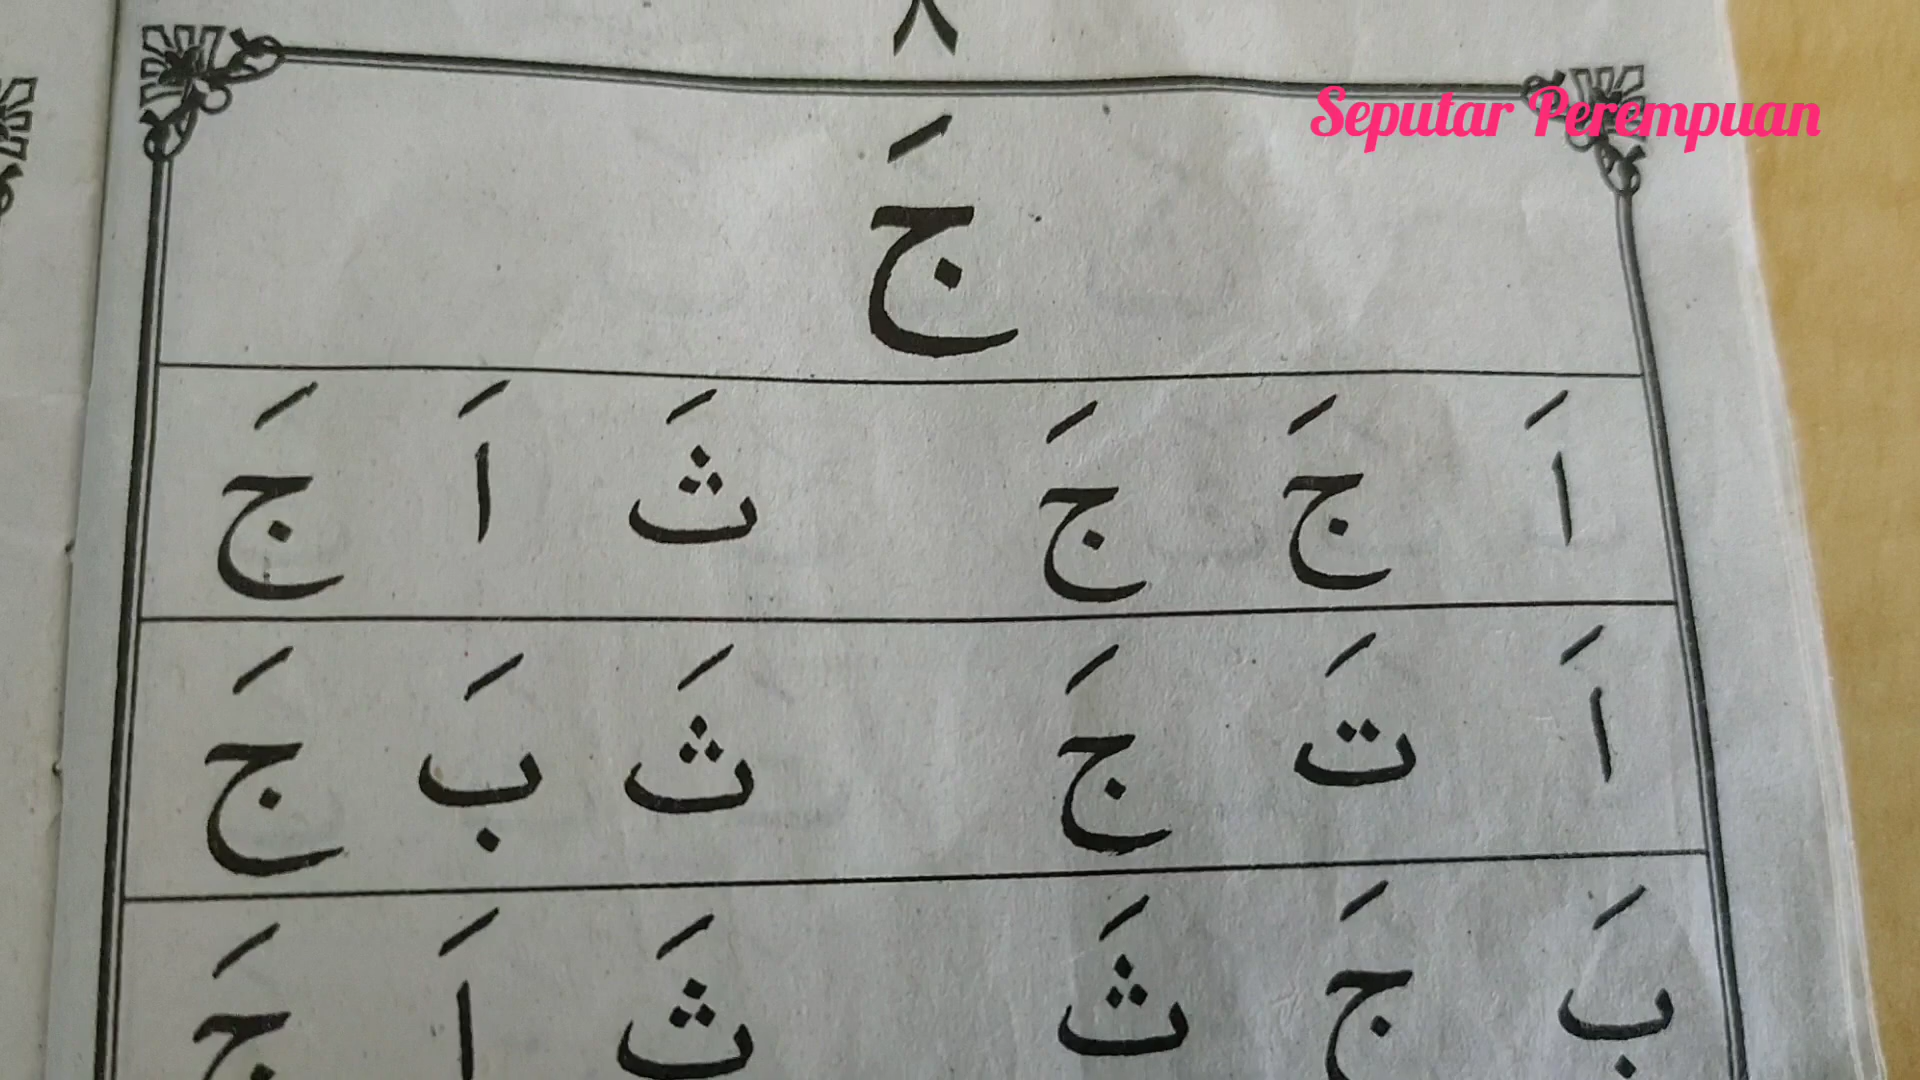 ٨
Seputar Perempuan
جَ
اَ جَ جَ ثَ اَ جَ
اَ تَ جَ ثَ بَ جَ
بَ جَ ثَ ثَ اَ جَ